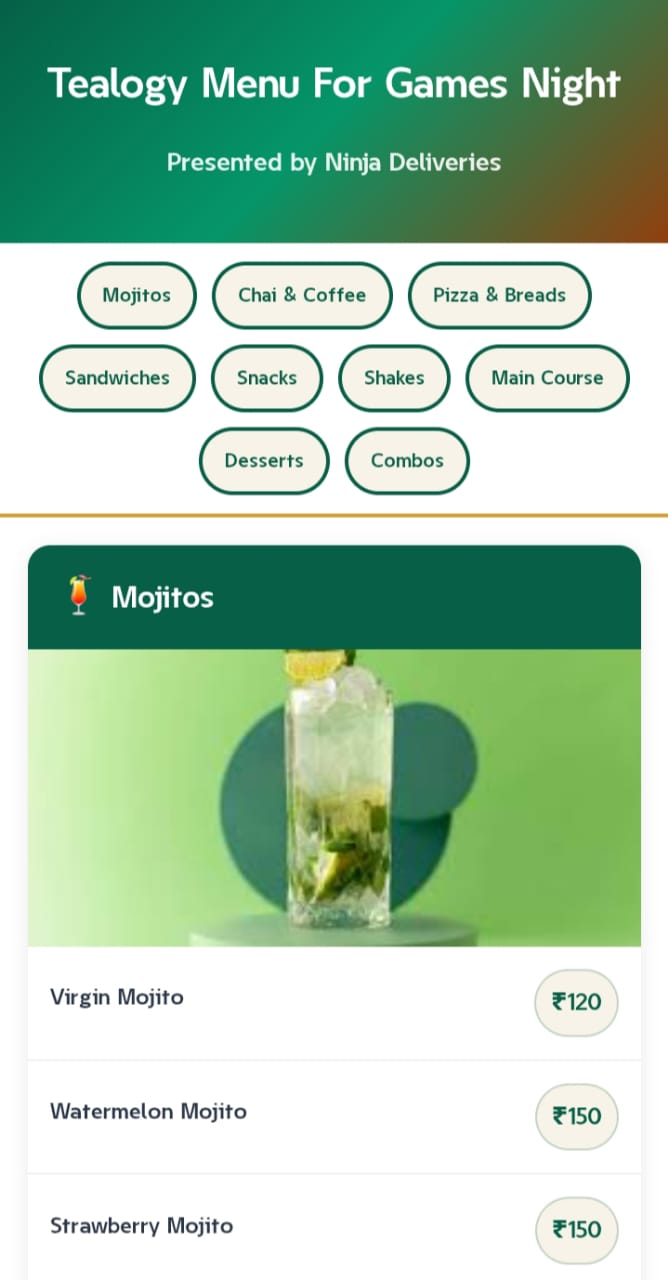 Tealogy Menu For Games Night
Presented by Ninja Deliveries
Mojitos
Chai & Coffee
Pizza & Breads
Sandwiches
Snacks
Shakes
Main Course
Desserts
Combos
Mojitos
Virgin Mojito
₹120
Watermelon Mojito
₹150
Strawberry Mojito
₹150